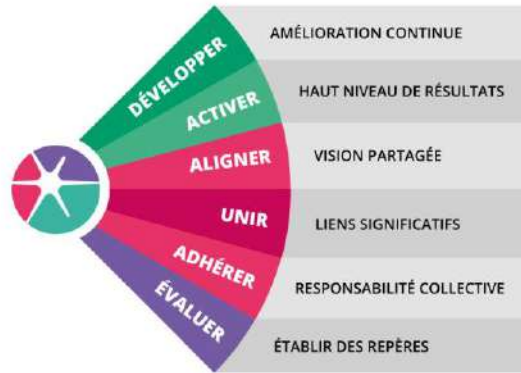 DÉVELOPPER
AMÉLIORATION CONTINUE
ACTIVER
HAUT NIVEAU DE RÉSULTATS
ALIGNER
VISION PARTAGÉE
UNIR
LIENS SIGNIFICATIFS
ADHÉRER
RESPONSABILITÉ COLLECTIVE
ÉVALUER
ÉTABLIR DES REPÈRES